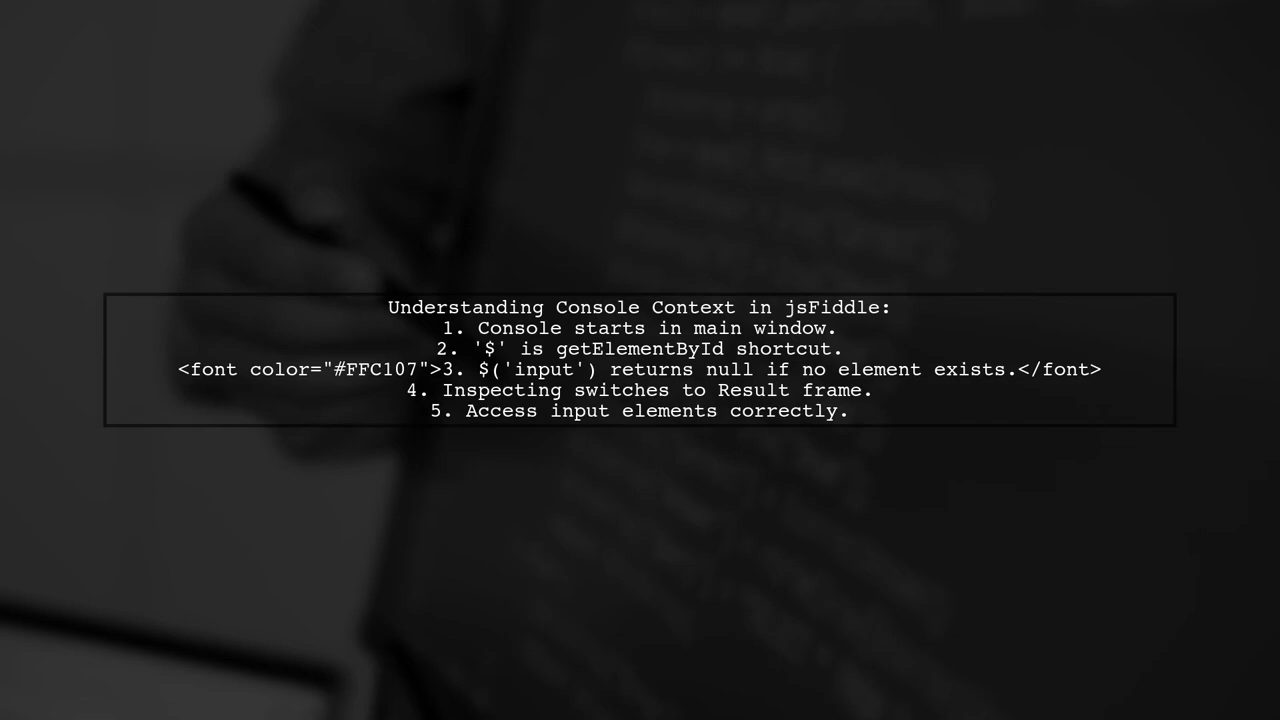 Understanding Console Context in jsFiddle:
1. Console starts in main window.
2. '$' is getElementById shortcut.
<font color="#FFC107">3. $('input') returns null if no element exists.</font>
4. Inspecting switches to Result frame.
5. Access input elements correctly.